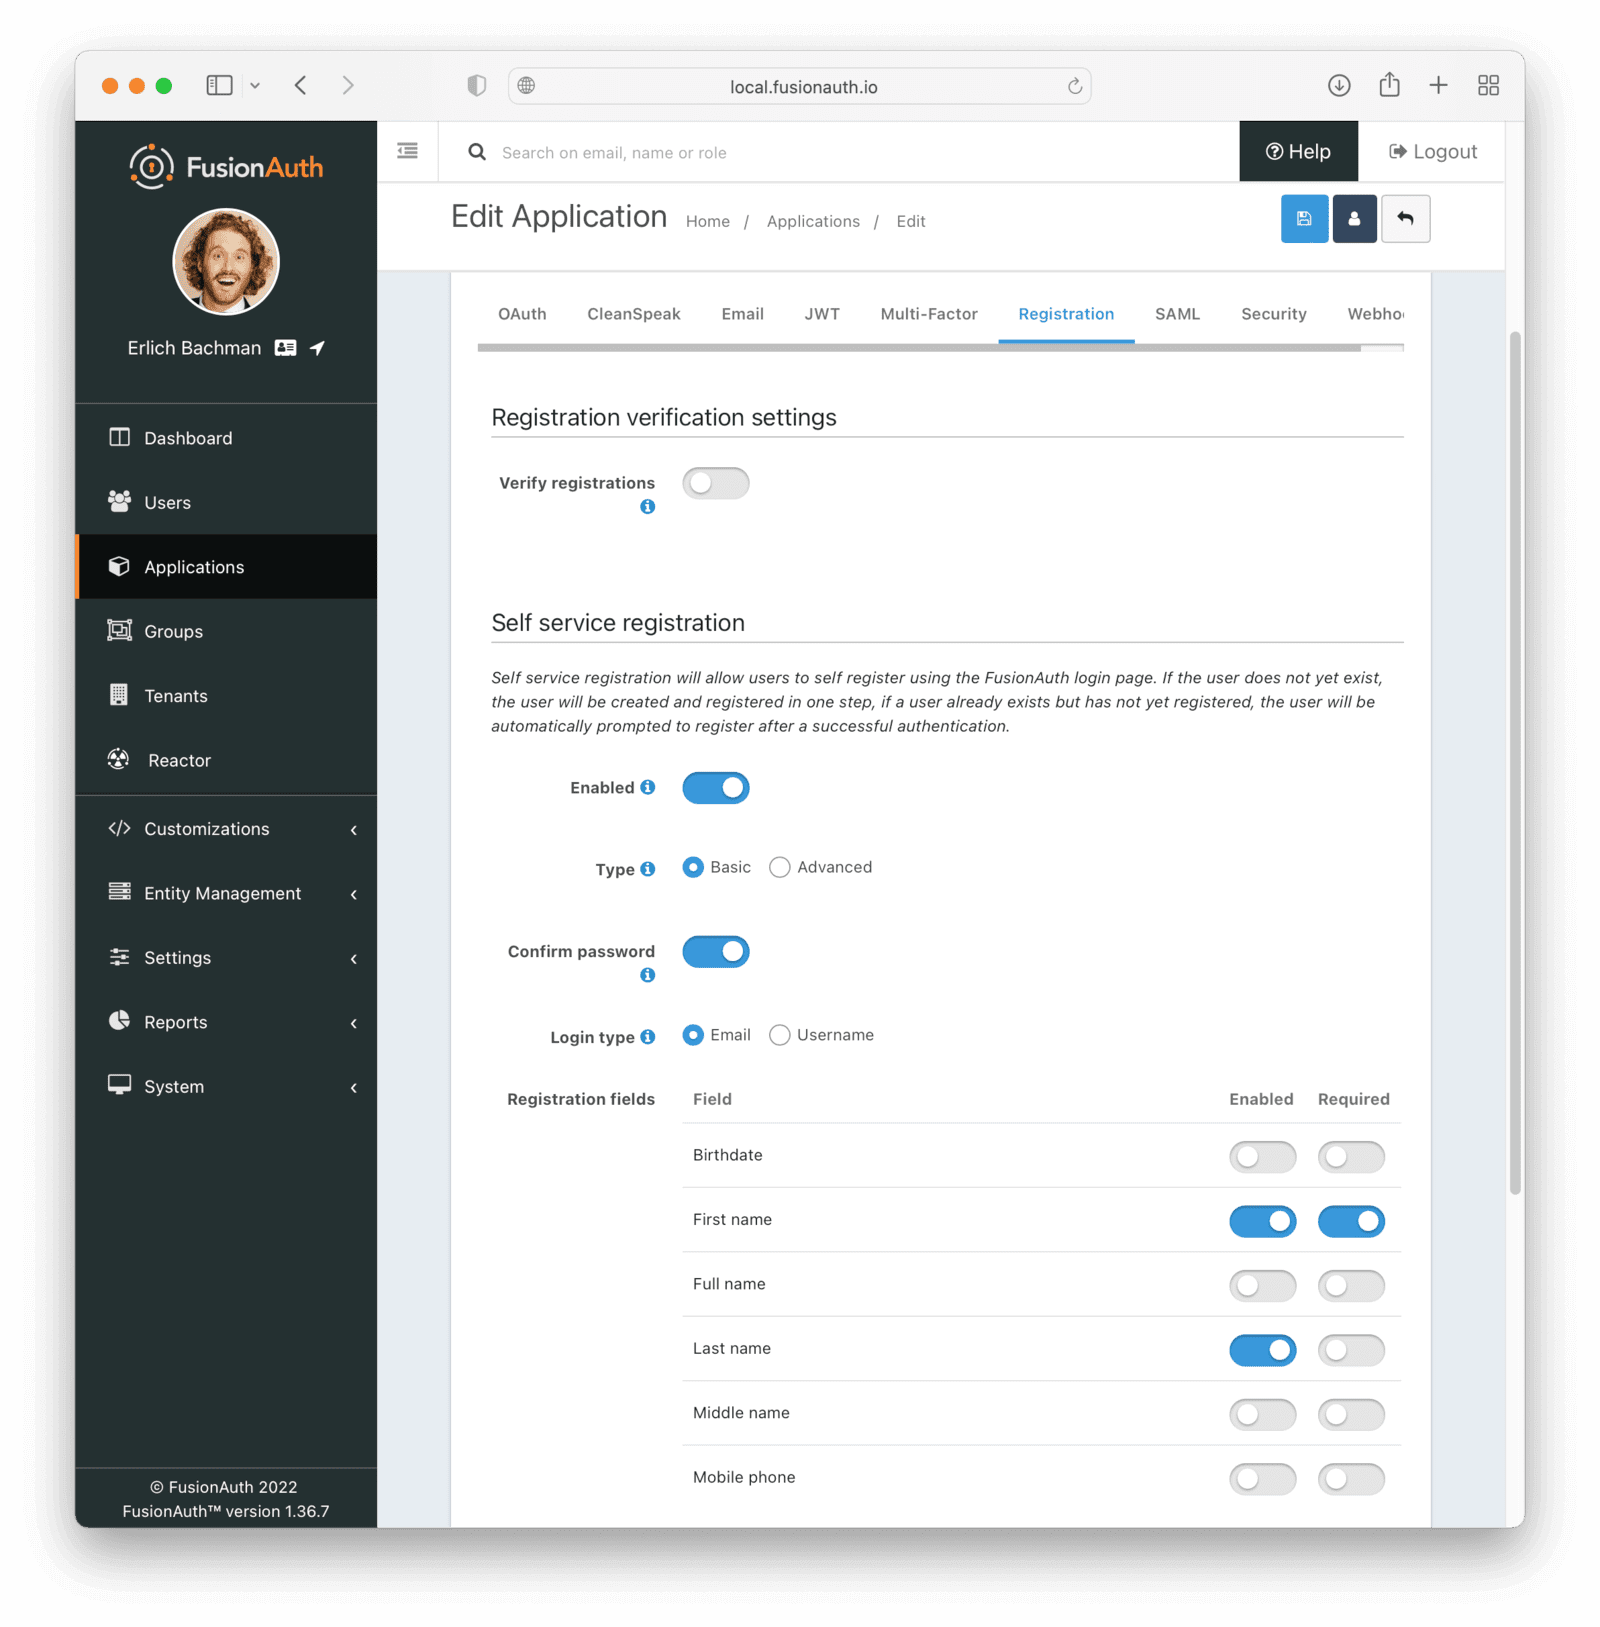 local.fusionauth.io
FusionAuth
Search on email, name or role
Help
Logout
Edit Application
Home / Applications / Edit
Erlich Bachman
Dashboard
Users
Applications
Groups
Tenants
Reactor
Customizations
Entity Management
Settings
Reports
System
© FusionAuth 2022
FusionAuth™ version 1.36.7
OAuth CleanSpeak Email JWT Multi-Factor Registration SAML Security Webhoo
Registration verification settings
Verify registrations
Self service registration
Self service registration will allow users to self register using the FusionAuth login page. If the user does not yet exist,
the user will be created and registered in one step, if a user already exists but has not yet registered, the user will be
automatically prompted to register after a successful authentication.
Enabled
Type Basic Advanced
Confirm password
Login type Email Username
Registration fields Field Enabled Required
Birthdate
First name
Full name
Last name
Middle name
Mobile phone